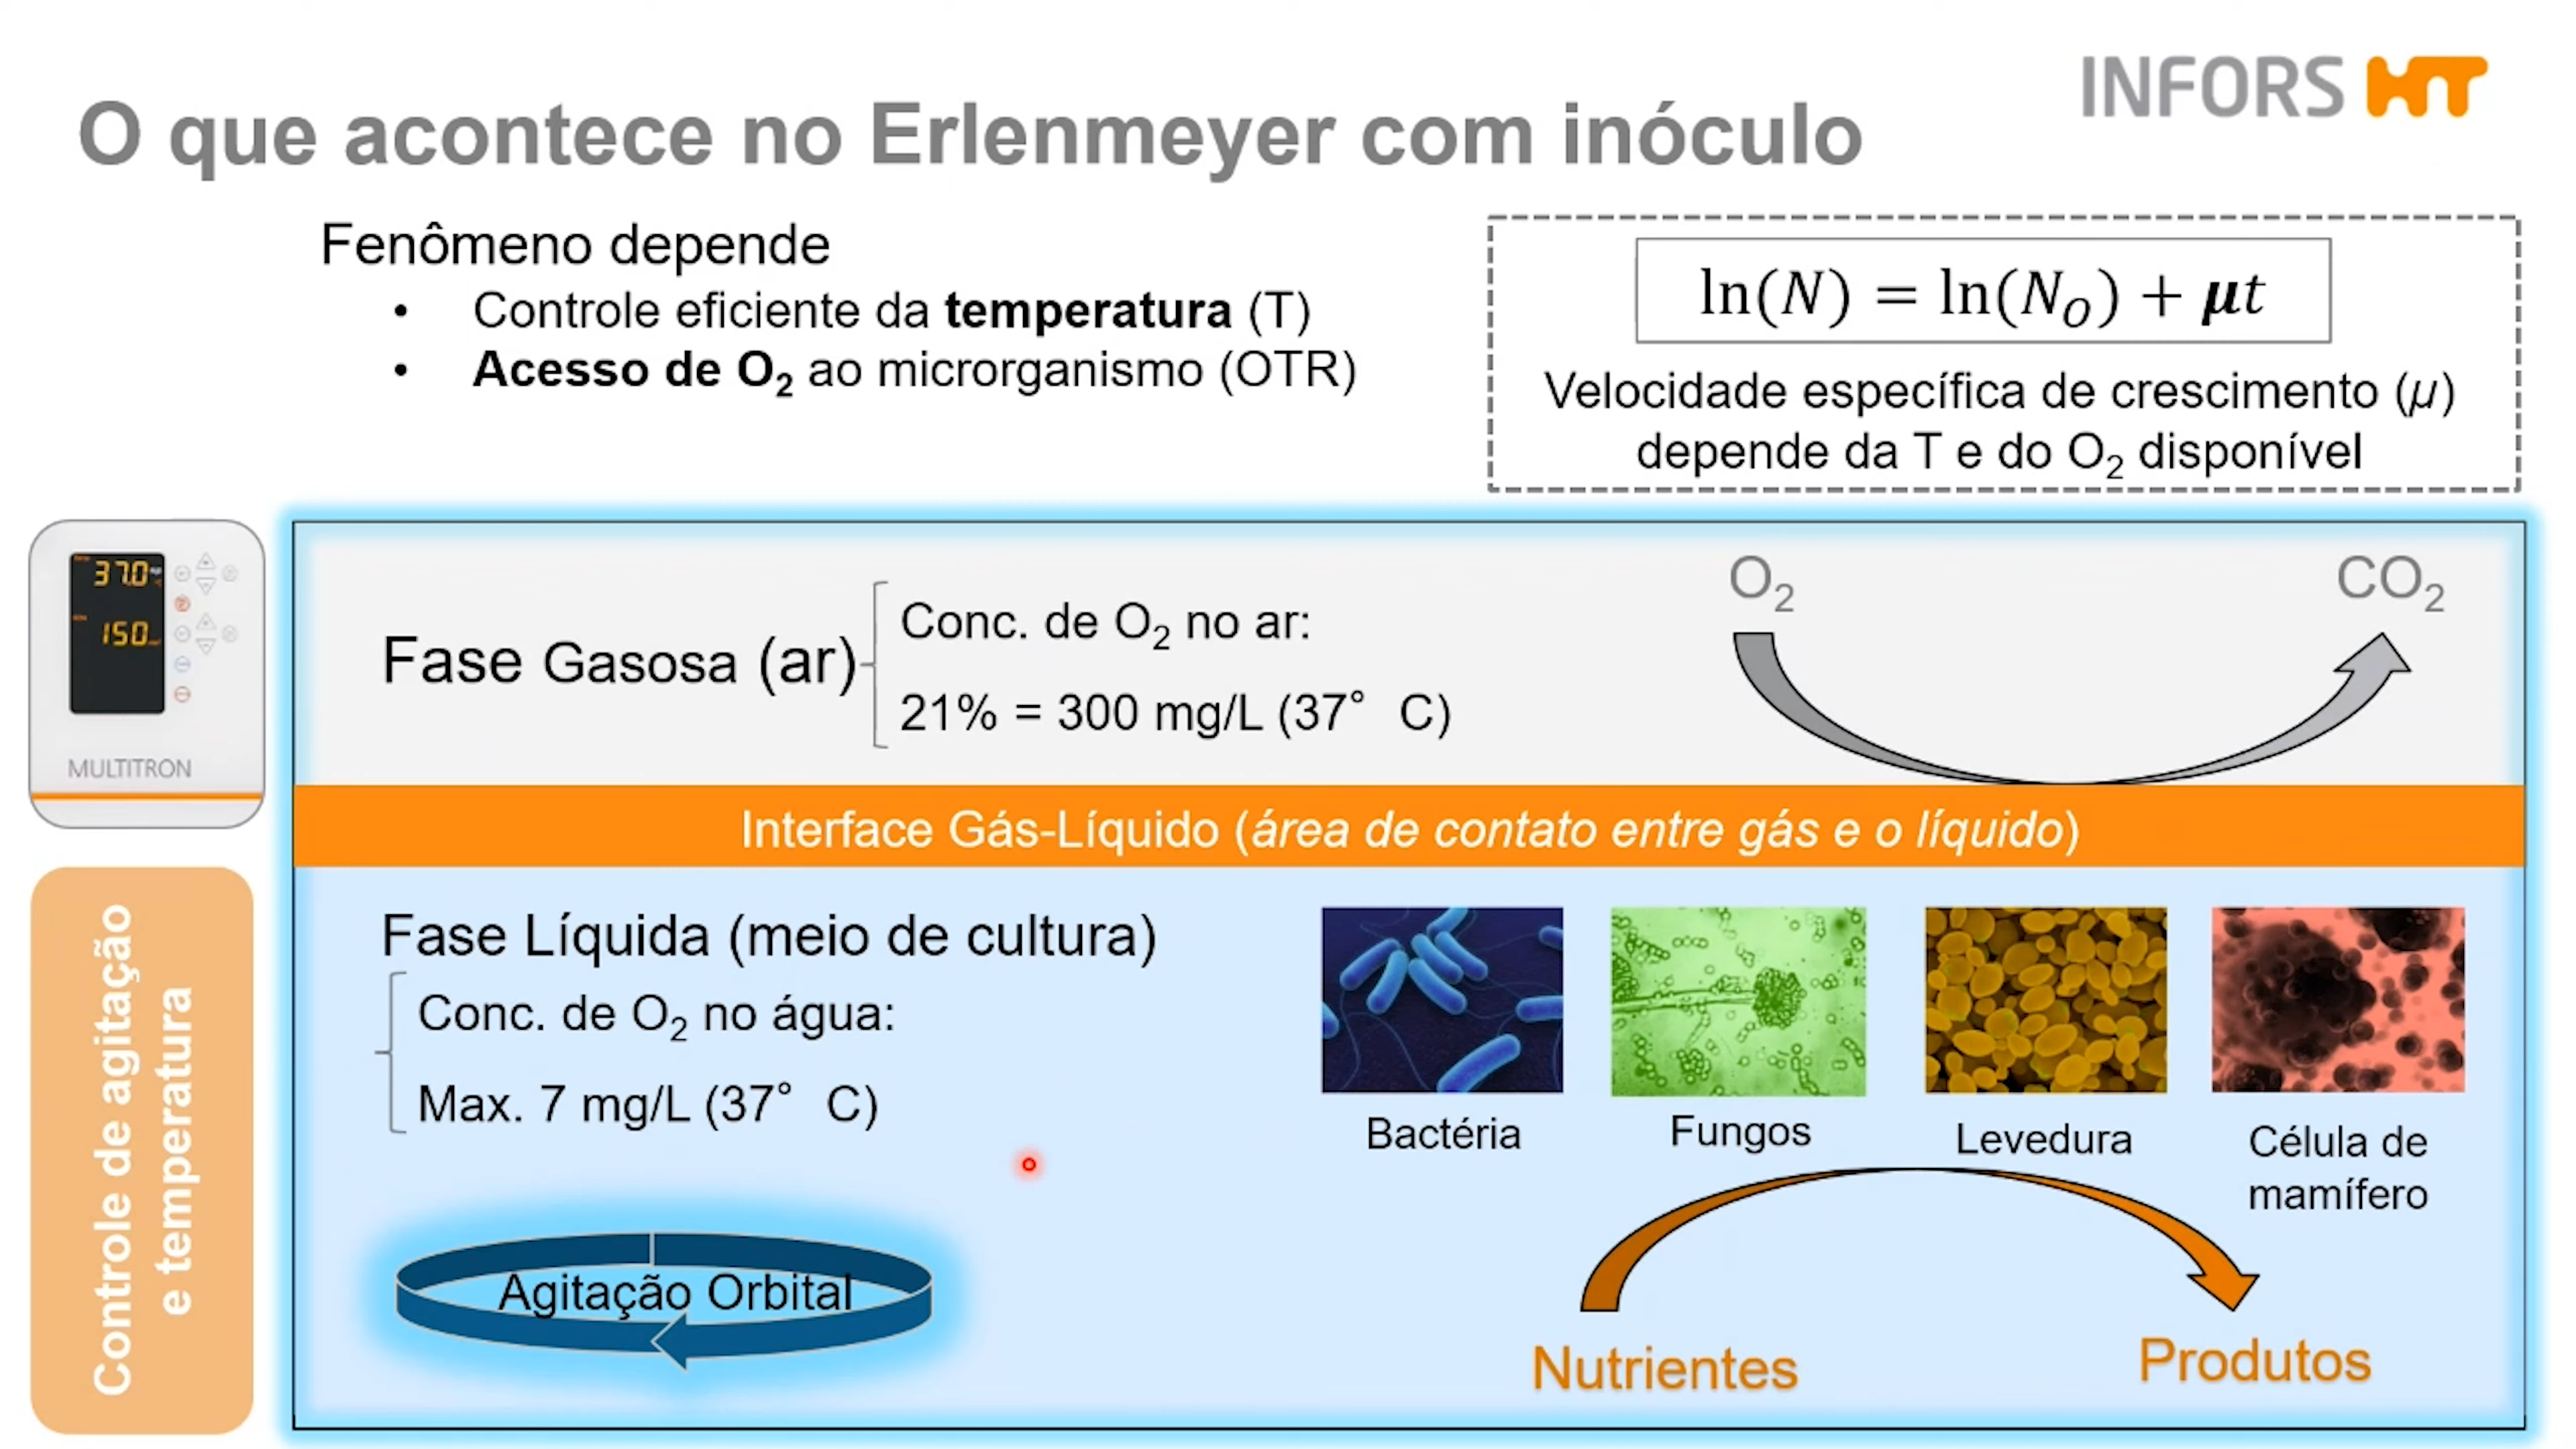 INFORS HT
O que acontece no Erlenmeyer com inóculo
Fenômeno depende
• Controle eficiente da temperatura (T)
• Acesso de O₂ ao microrganismo (OTR)
ln(N) = ln(N_O) + μt
Velocidade específica de crescimento (μ)
depende da T e do O₂ disponível
37.0
150
MULTITRON
Controle de agitação
e temperatura
Fase Gasosa (ar)
Conc. de O₂ no ar:
21% = 300 mg/L (37° C)
O₂
CO₂
Interface Gás-Líquido (área de contato entre gás e o líquido)
Fase Líquida (meio de cultura)
Conc. de O₂ no água:
Max. 7 mg/L (37° C)
Agitação Orbital
Bactéria
Fungos
Levedura
Célula de
mamífero
Nutrientes
Produtos